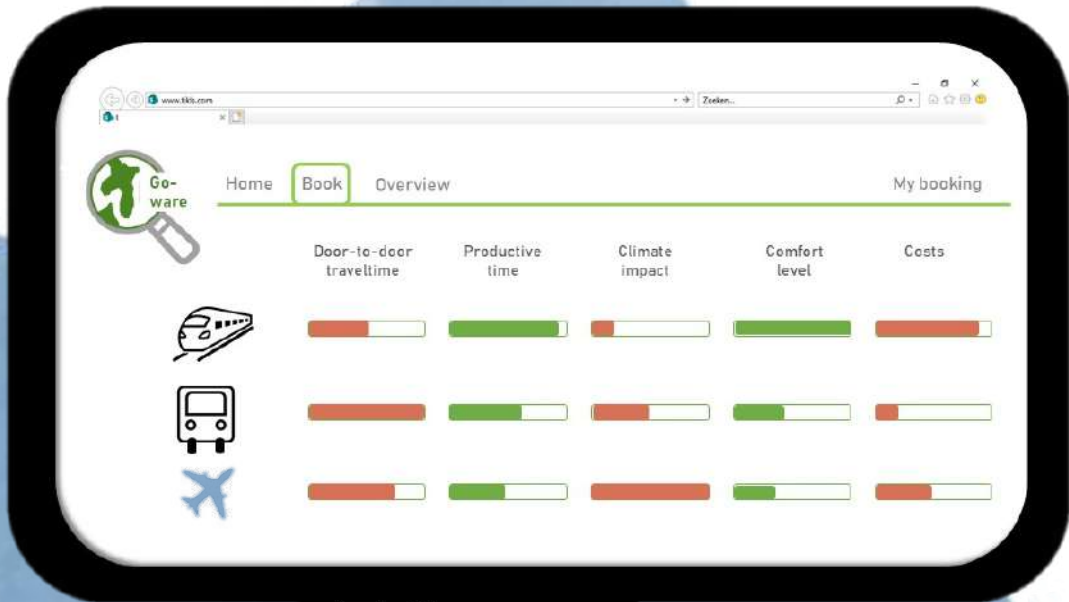 www.tikls.com
Zoeken...
t
Go-
ware
Home Book Overview My booking
Door-to-door
traveltime
Productive
time
Climate
impact
Comfort
level
Costs